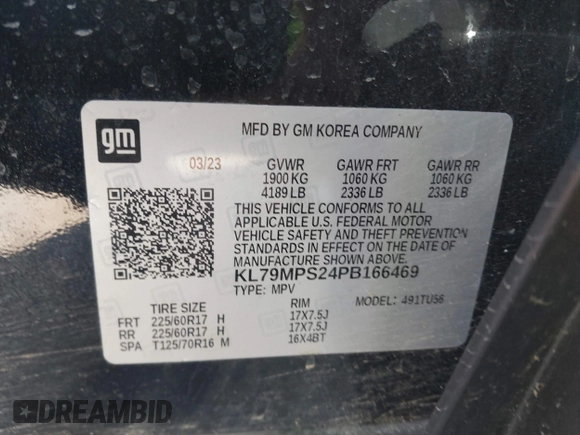 gm
MFD BY GM KOREA COMPANY
03/23 GVWR GAWR FRT GAWR RR
1900 KG 1060 KG 1060 KG
4189 LB 2336 LB 2336 LB
THIS VEHICLE CONFORMS TO ALL
APPLICABLE U.S. FEDERAL MOTOR
VEHICLE SAFETY AND THEFT PREVENTION
STANDARDS IN EFFECT ON THE DATE OF
MANUFACTURE SHOWN ABOVE.
KL79MPS24PB166469
TYPE: MPV
TIRE SIZE RIM MODEL: 491TU56
FRT 225/60R17 H 17X7.5J
RR 225/60R17 H 17X7.5J
SPA T125/70R16 M 16X4BT
DREAMBID